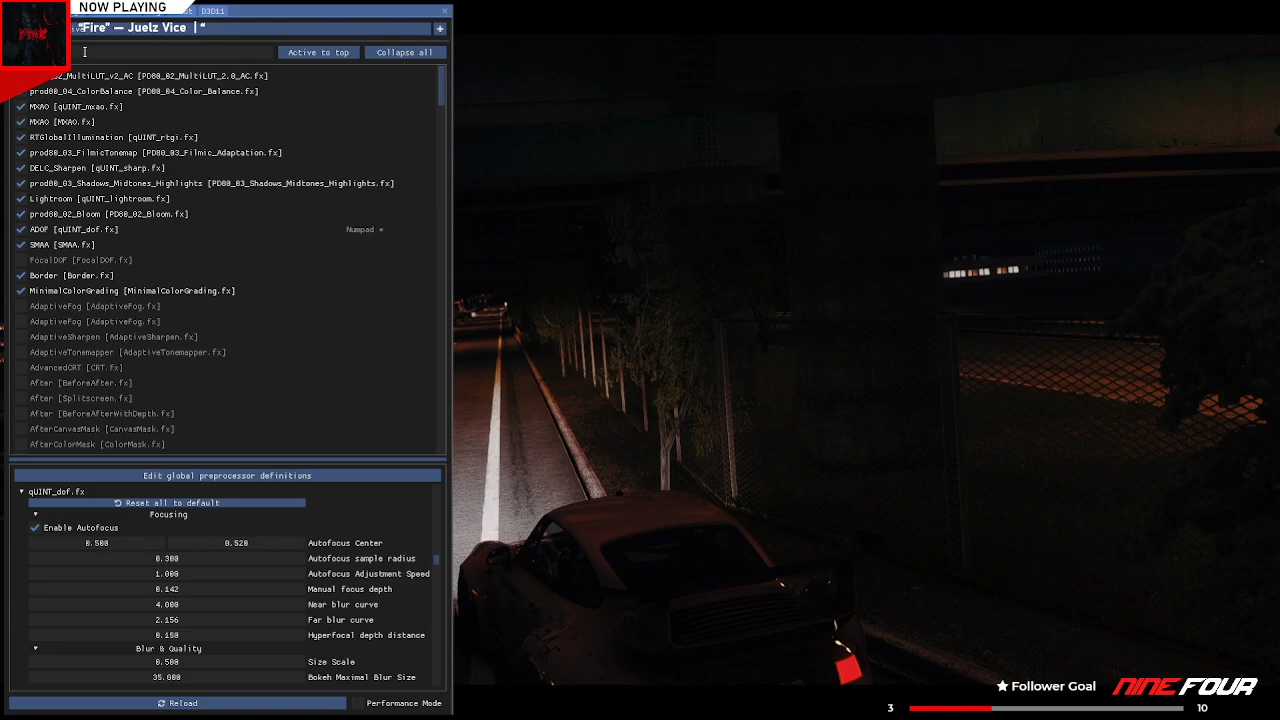 NOW PLAYING
D3D11
"Fire" — Juelz Vice | "
+
FIRE
Active to top
Collapse all
MultiLUT_v2_AC [PD80_02_MultiLUT_2.0_AC.fx]
prod80_04_ColorBalance [PD80_04_Color_Balance.fx]
MXAO [qUINT_mxao.fx]
MXAO [MXAO.fx]
RTGlobalIllumination [qUINT_rtgi.fx]
prod80_03_FilmicTonemap [PD80_03_Filmic_Adaptation.fx]
DELC_Sharpen [qUINT_sharp.fx]
prod80_03_Shadows_Midtones_Highlights [PD80_03_Shadows_Midtones_Highlights.fx]
Lightroom [qUINT_lightroom.fx]
prod80_02_Bloom [PD80_02_Bloom.fx]
ADOF [qUINT_dof.fx] Numpad *
SMAA [SMAA.fx]
FocalDOF [FocalDOF.fx]
Border [Border.fx]
MinimalColorGrading [MinimalColorGrading.fx]
AdaptiveFog [AdaptiveFog.fx]
AdaptiveFog [AdaptiveFog.fx]
AdaptiveSharpen [AdaptiveSharpen.fx]
AdaptiveTonemapper [AdaptiveTonemapper.fx]
AdvancedCRT [CRT.fx]
After [BeforeAfter.fx]
After [Splitscreen.fx]
After [BeforeAfterWithDepth.fx]
AfterCanvasMask [CanvasMask.fx]
AfterColorMask [ColorMask.fx]
Edit global preprocessor definitions
qUINT_dof.fx
Reset all to default
Focusing
Enable Autofocus
0.500 0.520 Autofocus Center
0.300 Autofocus sample radius
1.000 Autofocus Adjustment Speed
0.142 Manual focus depth
4.000 Near blur curve
2.156 Far blur curve
0.150 Hyperfocal depth distance
Blur & Quality
0.500 Size Scale
35.000 Bokeh Maximal Blur Size
Reload
Performance Mode
Follower Goal
NINE FOUR
3
10